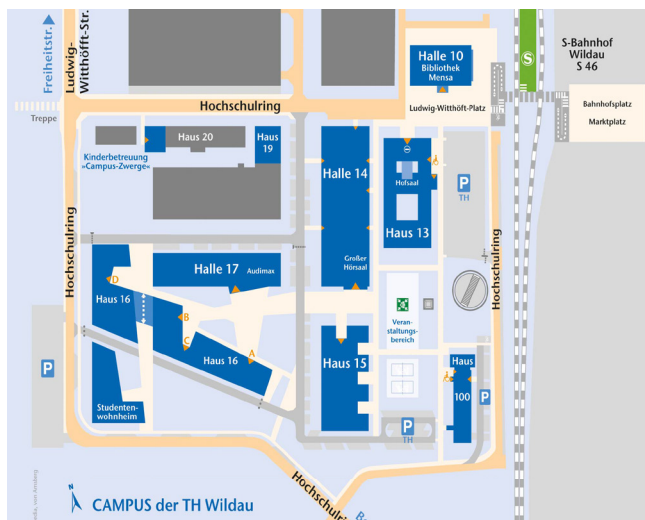 Freiheitstr.
Ludwig-
Witthöfft-Str.
Halle 10
Bibliothek
Mensa
S
S-Bahnhof
Wildau
S 46
Treppe
Hochschulring
Ludwig-Witthöft-Platz
Bahnhofsplatz
Marktplatz
Haus 20
Haus
19
Kinderbetreuung
»Campus-Zwerge«
Halle 14
Hofsaal
P
TH
Haus 13
Hochschulring
Hochschulring
Halle 17
Audimax
Großer
Hörsaal
D
Haus 16
B
C
Haus 16
A
Veran-
staltungs-
bereich
Haus 15
Haus
100
P
P
Studenten-
wohnheim
P
TH
Hochschulring
N
CAMPUS der TH Wildau